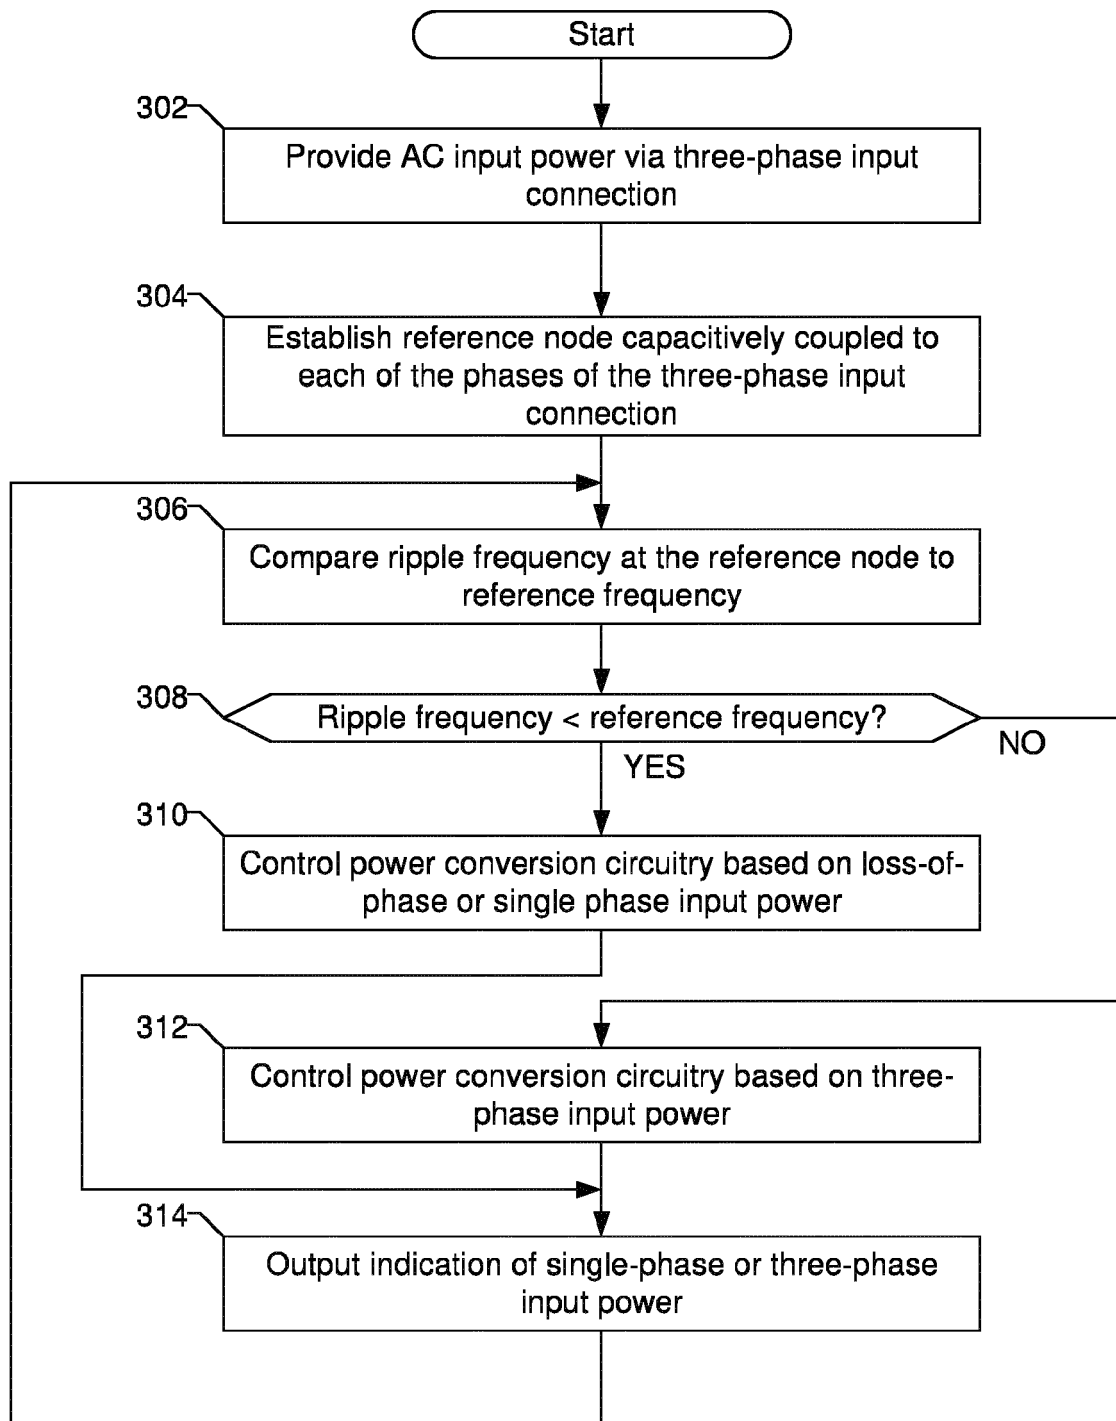 Start
302
Provide AC input power via three-phase input
connection
304
Establish reference node capacitively coupled to
each of the phases of the three-phase input
connection
306
Compare ripple frequency at the reference node to
reference frequency
308
Ripple frequency < reference frequency?
NO
YES
310
Control power conversion circuitry based on loss-of-
phase or single phase input power
312
Control power conversion circuitry based on three-
phase input power
314
Output indication of single-phase or three-phase
input power